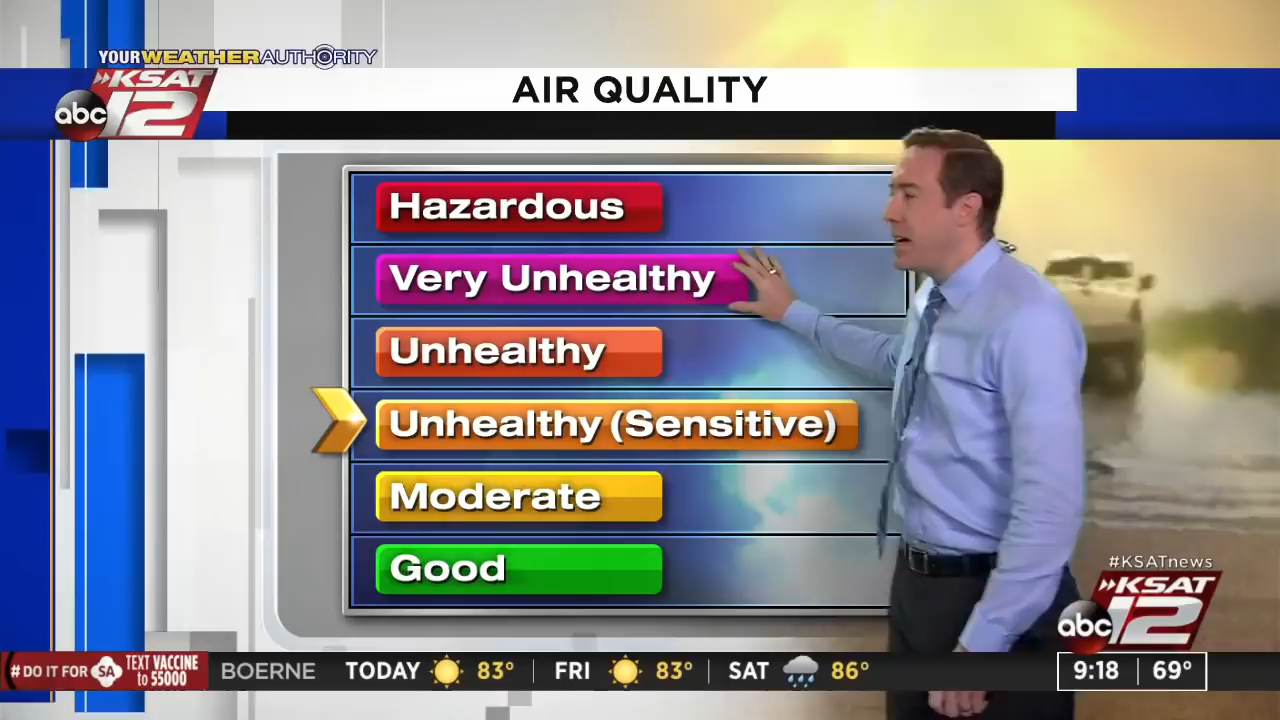 YOUR WEATHER AUTHORITY
KSAT
abc 12
AIR QUALITY
Hazardous
Very Unhealthy
Unhealthy
Unhealthy (Sensitive)
Moderate
Good
#KSATnews
KSAT
abc 12
# DO IT FOR SA TEXT VACCINE to 55000 BOERNE TODAY 83° FRI 83° SAT 86° 9:18 69°